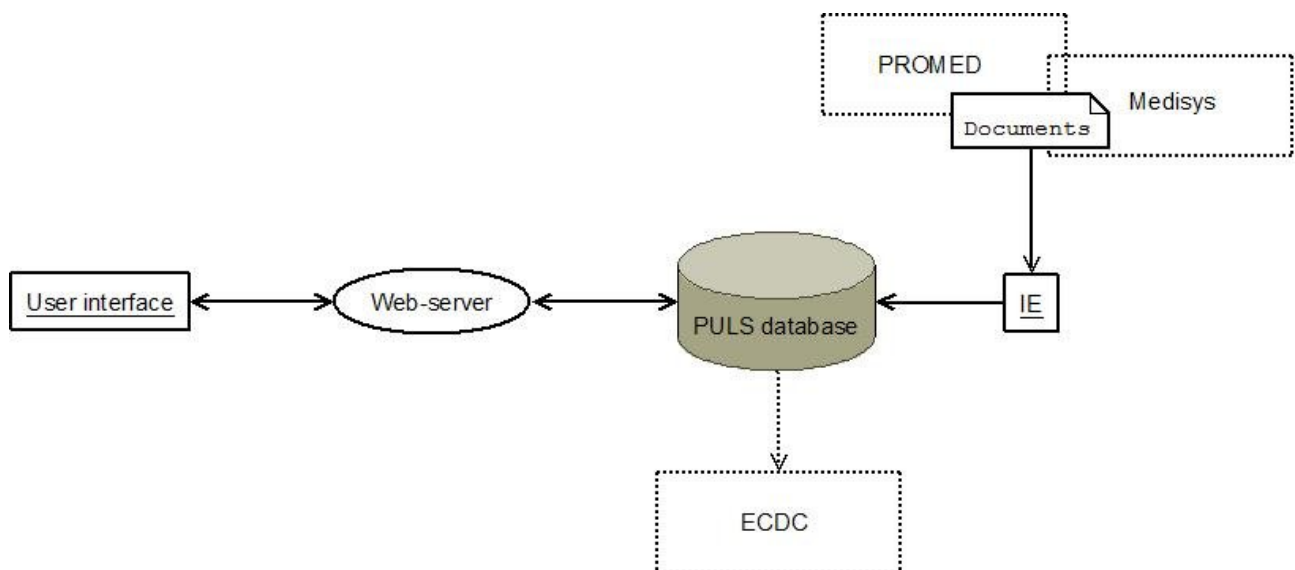 PROMED
Medisys
Documents
User interface
Web-server
PULS database
IE
ECDC